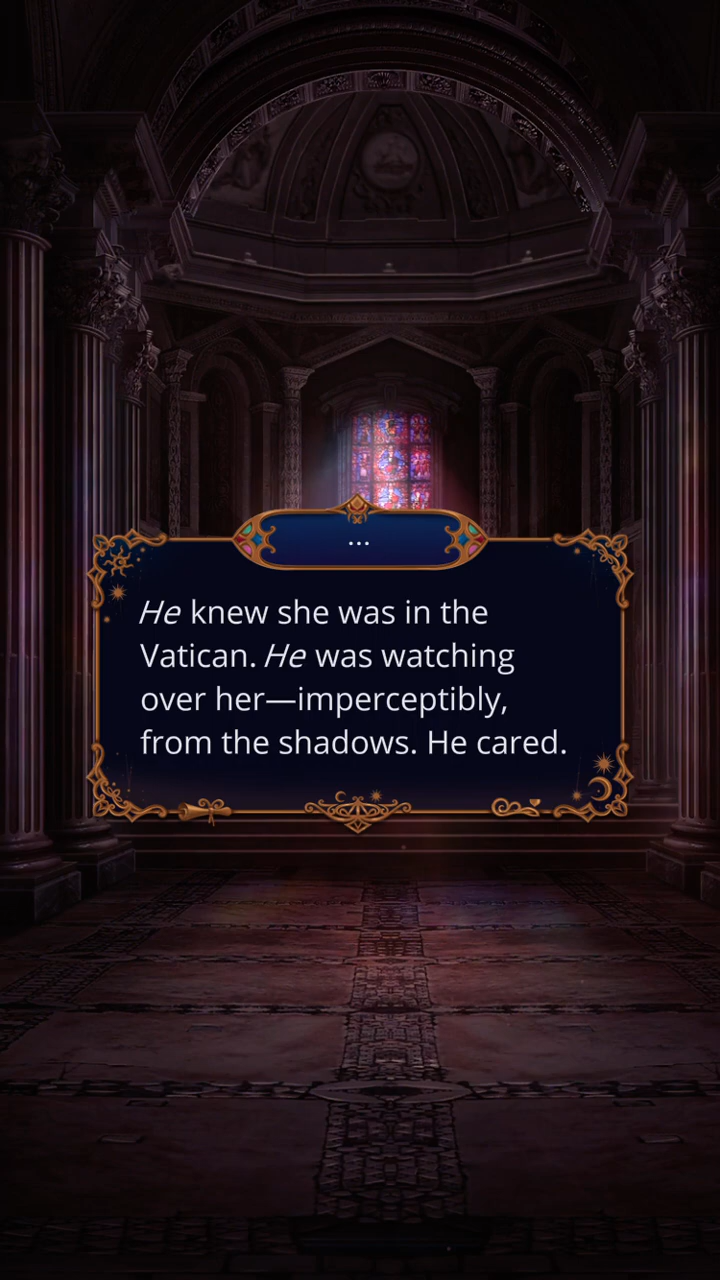 ...
He knew she was in the
Vatican. He was watching
over her—imperceptibly,
from the shadows. He cared.